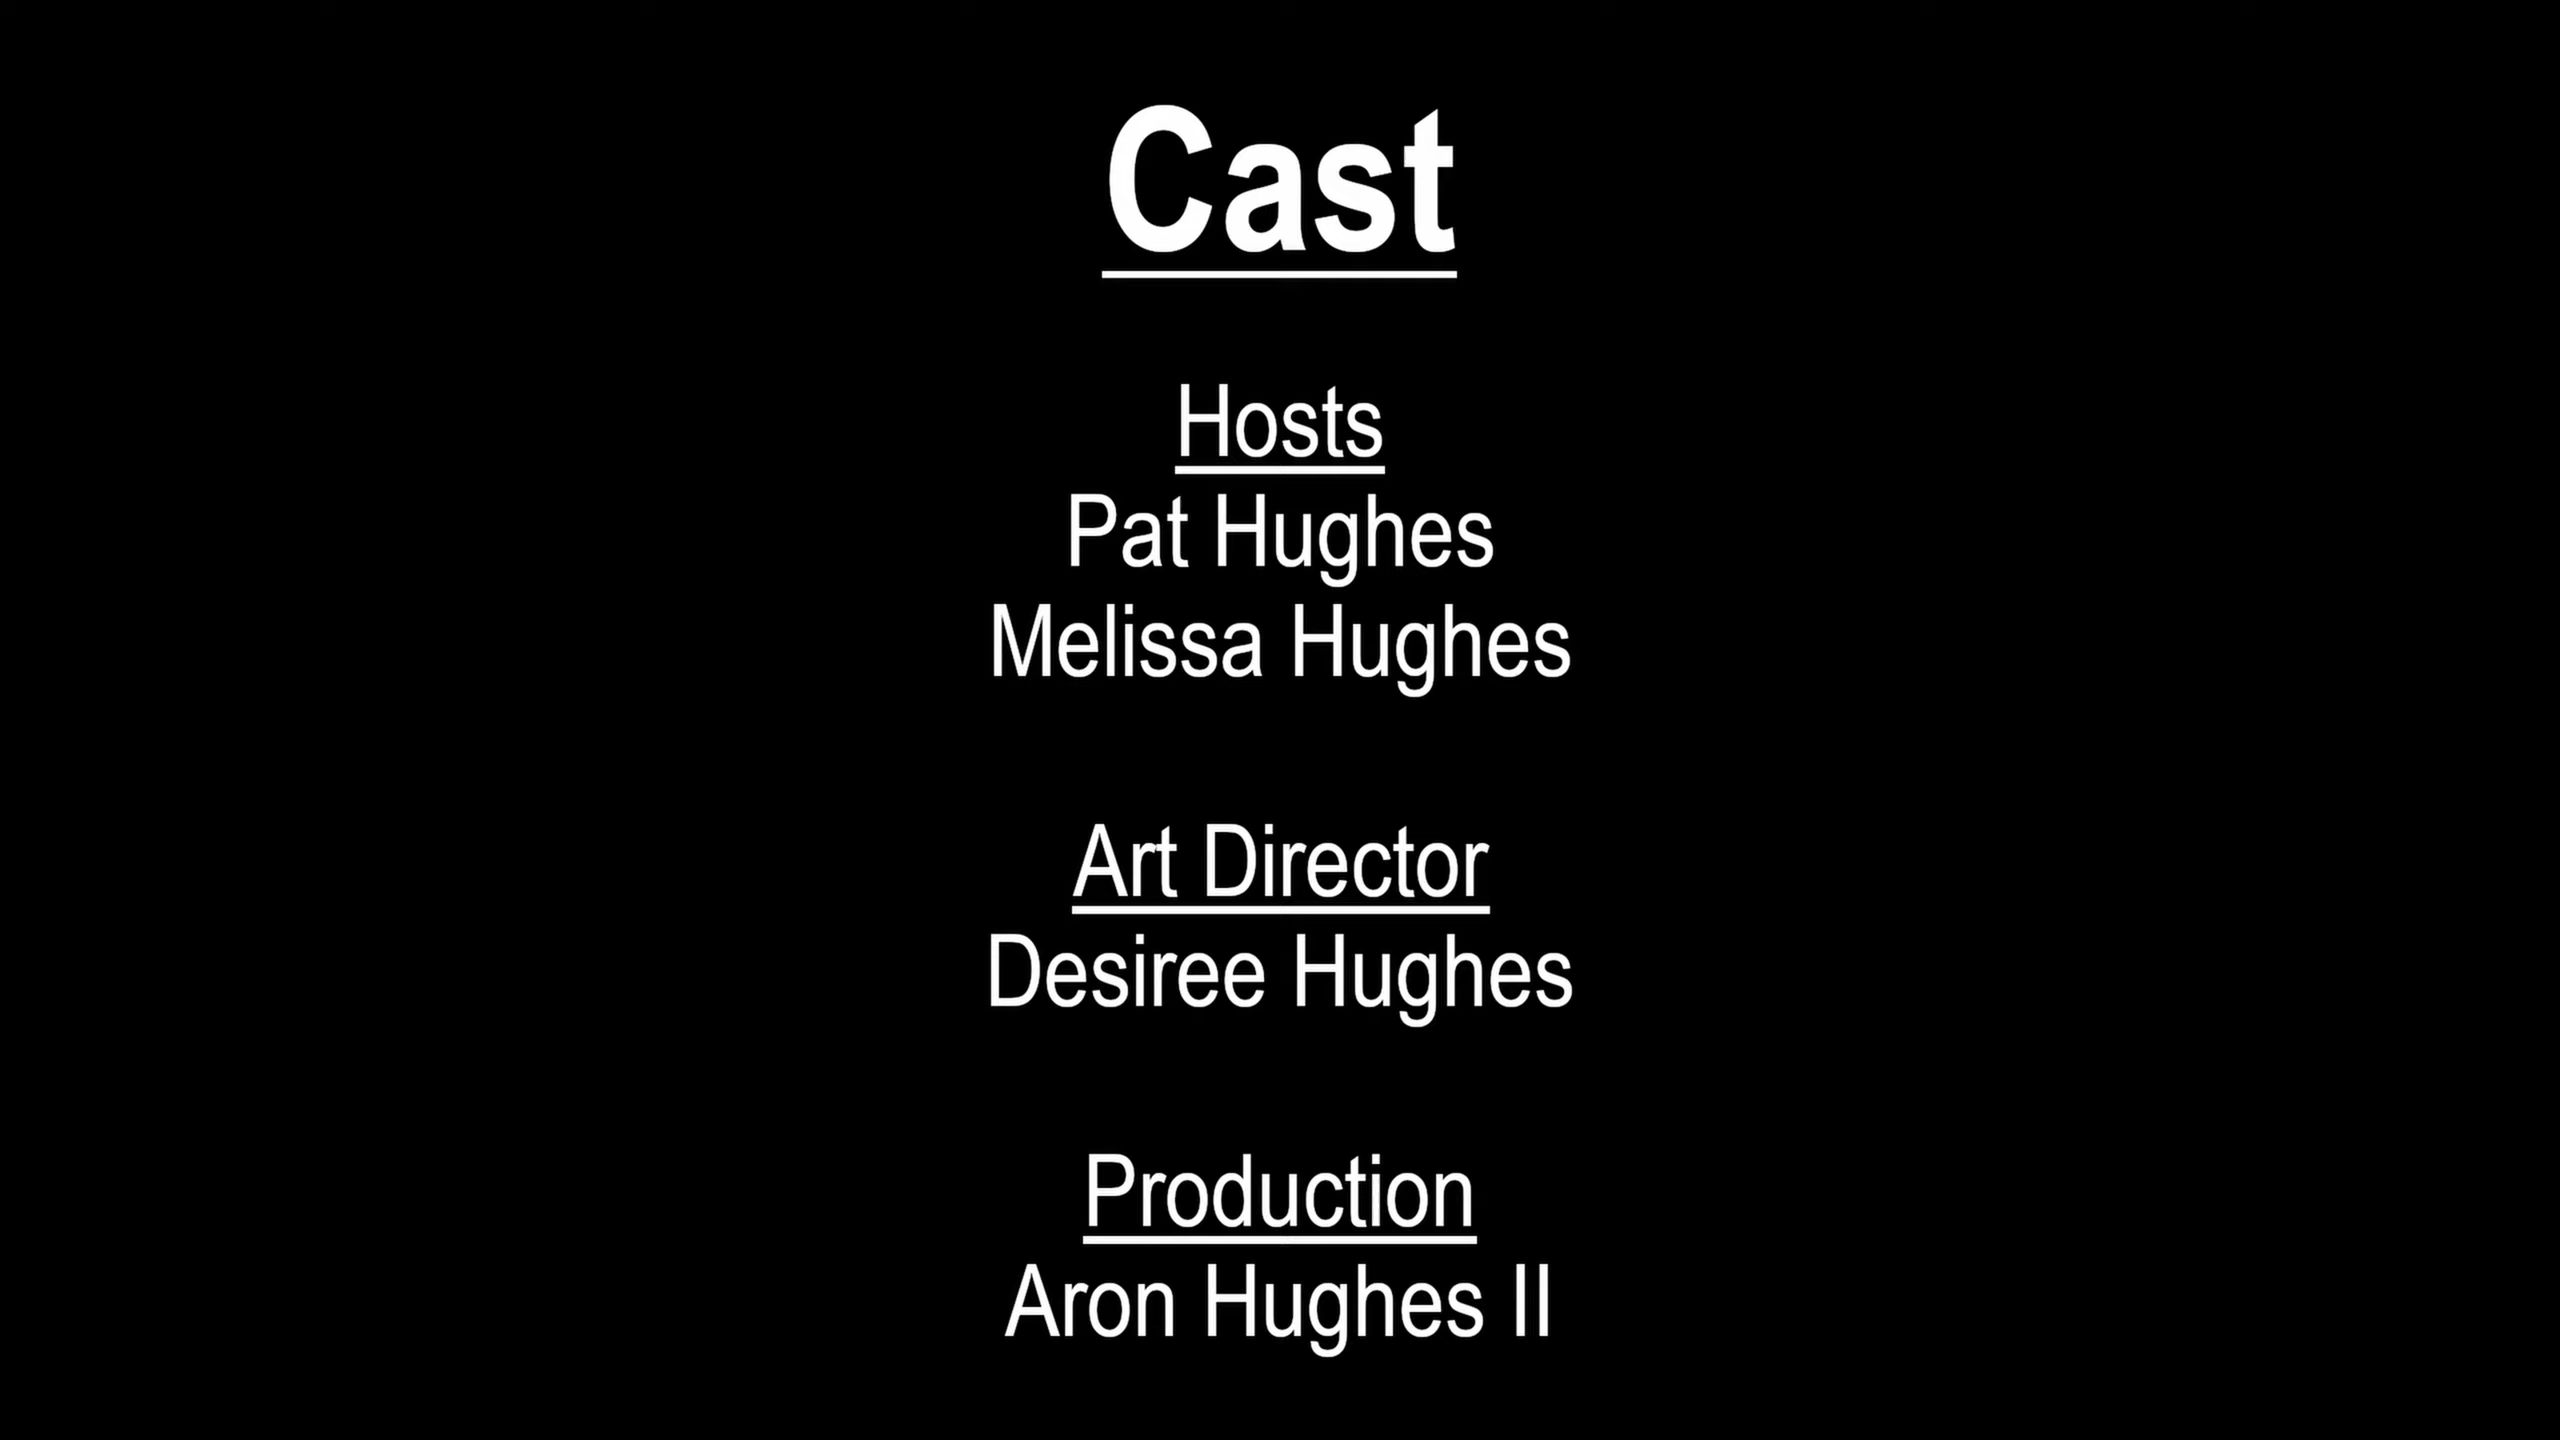 Cast
Hosts
Pat Hughes
Melissa Hughes
Art Director
Desiree Hughes
Production
Aron Hughes II